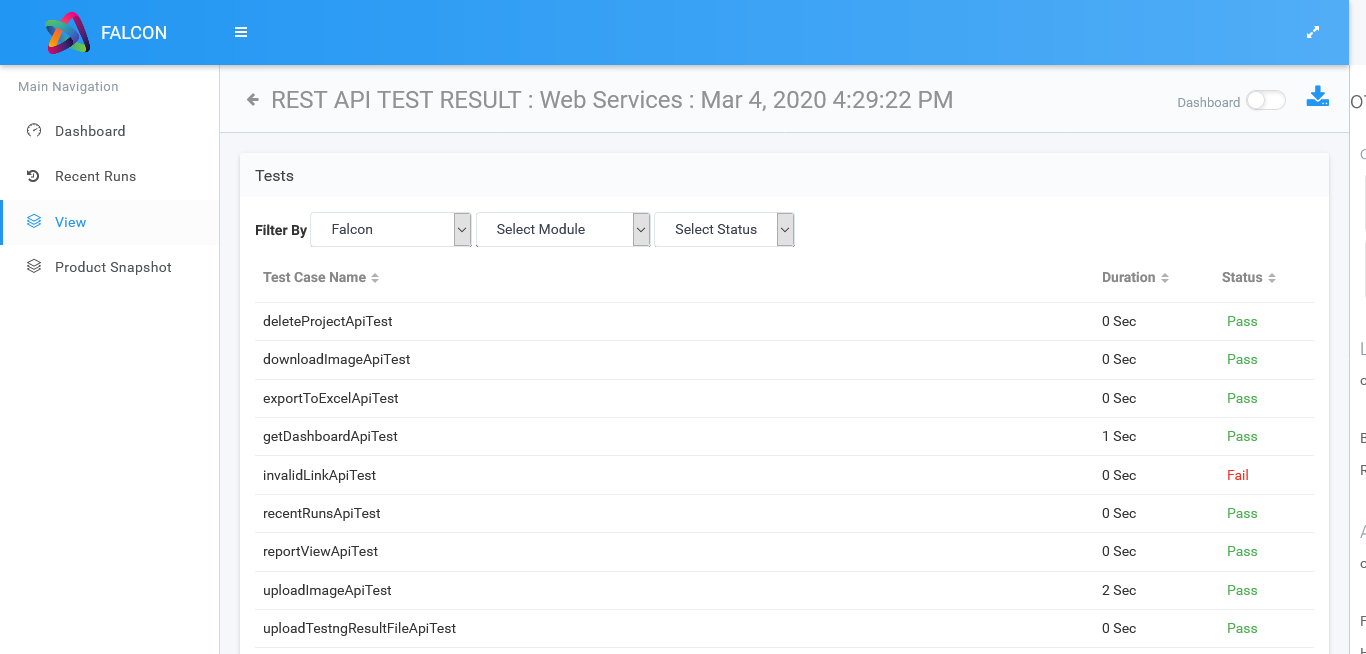 FALCON
Main Navigation
Dashboard
Recent Runs
View
Product Snapshot
REST API TEST RESULT : Web Services : Mar 4, 2020 4:29:22 PM
Dashboard
Tests
Filter By Falcon Select Module Select Status
Test Case Name Duration Status
deleteProjectApiTest 0 Sec Pass
downloadImageApiTest 0 Sec Pass
exportToExcelApiTest 0 Sec Pass
getDashboardApiTest 1 Sec Pass
invalidLinkApiTest 0 Sec Fail
recentRunsApiTest 0 Sec Pass
reportViewApiTest 0 Sec Pass
uploadImageApiTest 2 Sec Pass
uploadTestngResultFileApiTest 0 Sec Pass